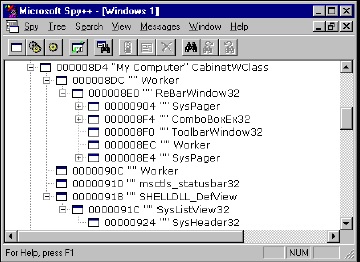 Microsoft Spy++ - [Windows 1]
Spy Tree Search View Messages Window Help
000008D4 "My Computer" CabinetWClass
000008DC "" Worker
000008E0 "" ReBarWindow32
00000904 "" SysPager
000008F4 "" ComboBoxEx32
000008F0 "" ToolbarWindow32
000008EC "" Worker
000008E4 "" SysPager
0000090C "" Worker
00000910 "" msctls_statusbar32
00000918 "" SHELLDLL_DefView
0000091C "" SysListView32
00000924 "" SysHeader32
For Help, press F1
NUM